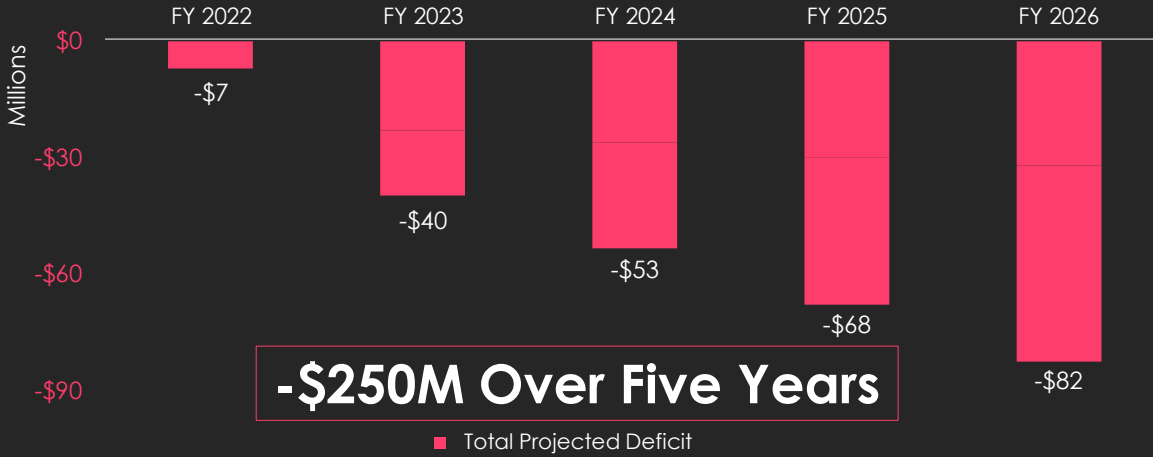 FY 2022 FY 2023 FY 2024 FY 2025 FY 2026
Millions
$0
-$30
-$60
-$90
-$7
-$40
-$53
-$68
-$82
-$250M Over Five Years
Total Projected Deficit